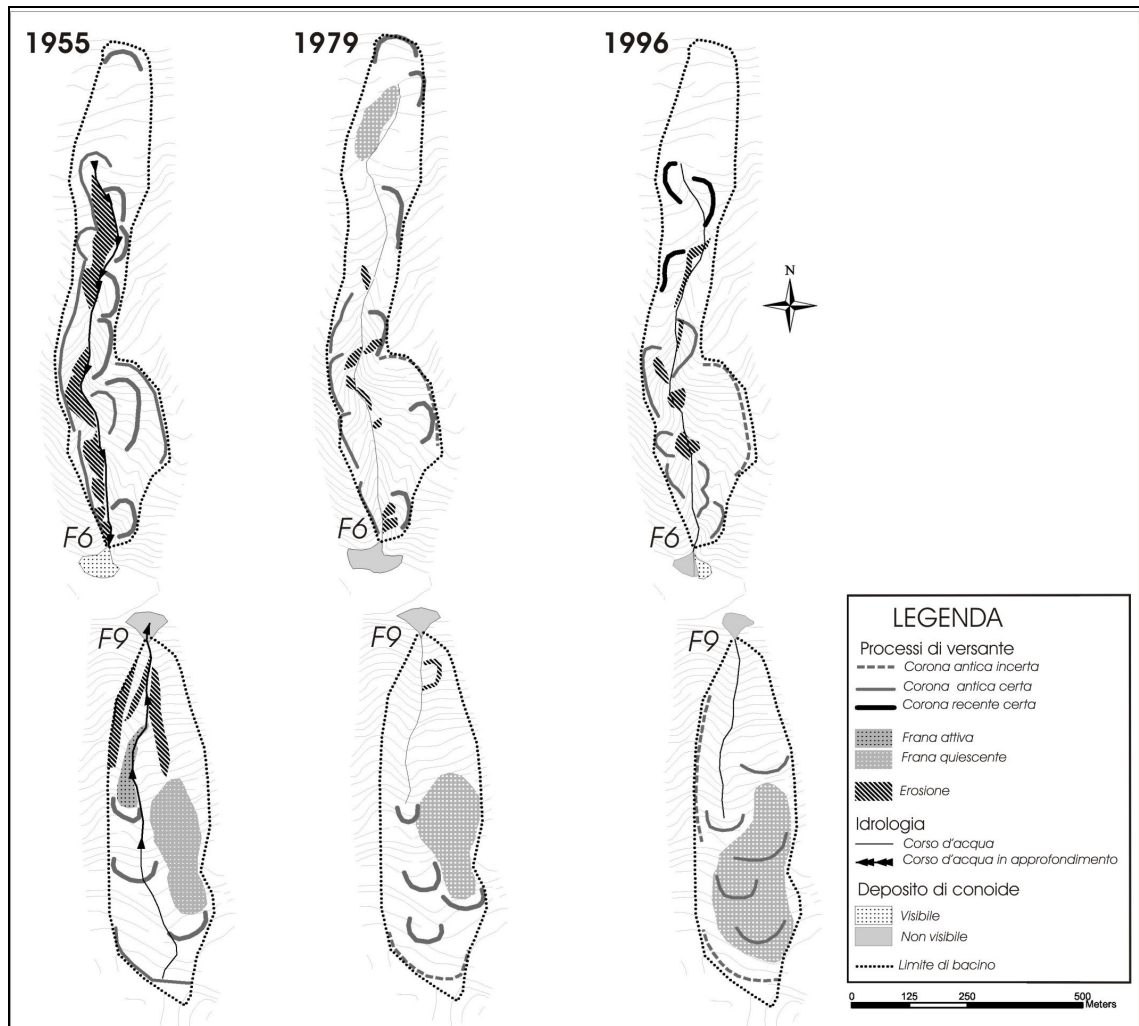 1955
1979
1996
N
F6
F6
F6
F9
F9
F9
LEGENDA
Processi di versante
Corona antica incerta
Corona antica certa
Corona recente certa
Frana attiva
Frana quiescente
Erosione
Idrologia
Corso d'acqua
Corso d'acqua in approfondimento
Deposito di conoide
Visibile
Non visibile
Limite di bacino
0 125 250 500
Meters